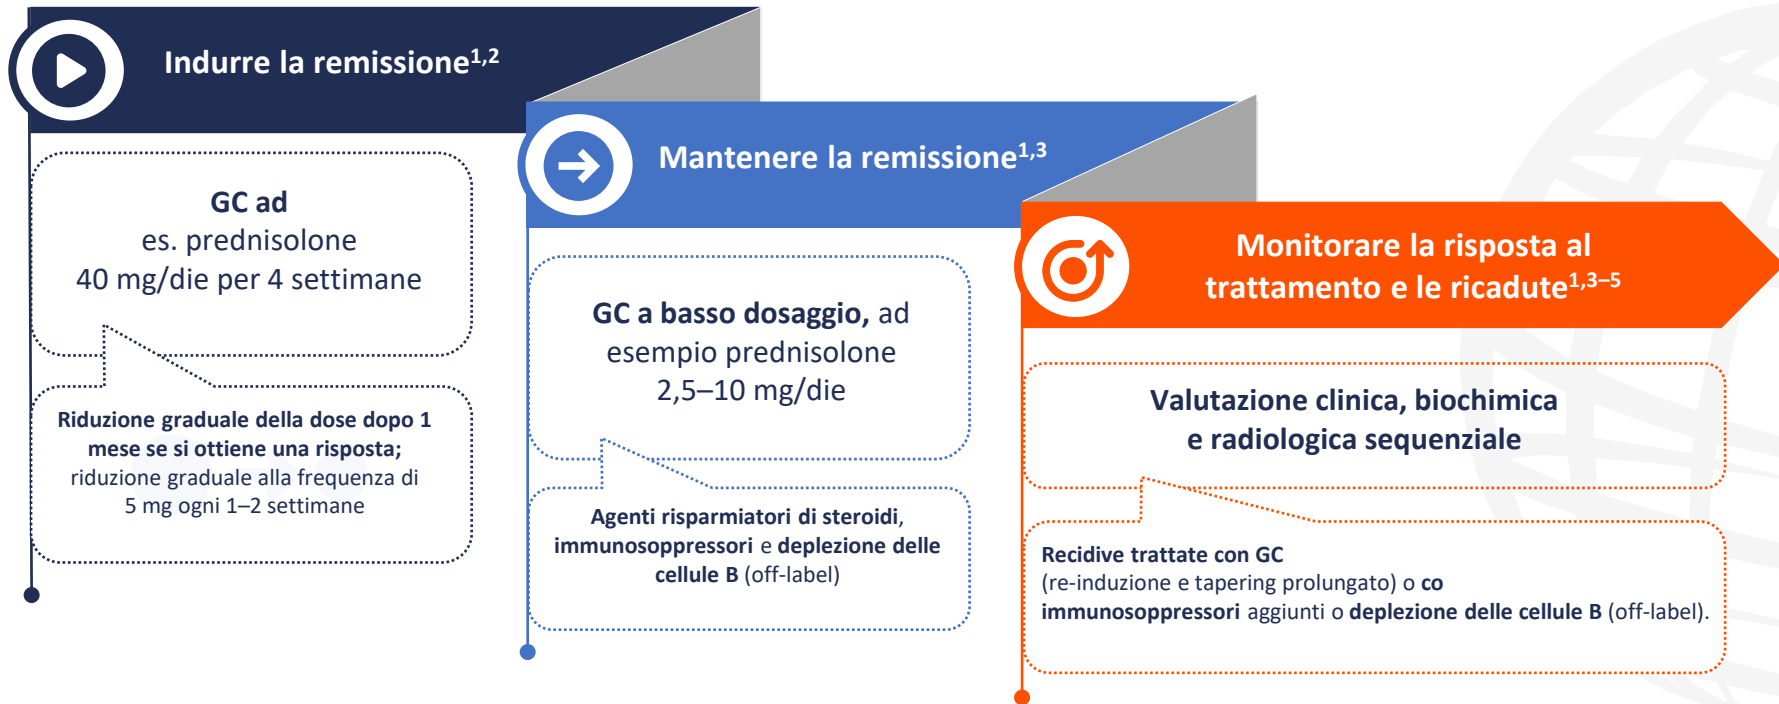 Indurre la remissione1,2
GC ad
es. prednisolone
40 mg/die per 4 settimane
Riduzione graduale della dose dopo 1
mese se si ottiene una risposta;
riduzione graduale alla frequenza di
5 mg ogni 1–2 settimane
Mantenere la remissione1,3
GC a basso dosaggio, ad
esempio prednisolone
2,5–10 mg/die
Agenti risparmiatori di steroidi,
immunosoppressori e deplezione delle
cellule B (off-label)
Monitorare la risposta al
trattamento e le ricadute1,3–5
Valutazione clinica, biochimica
e radiologica sequenziale
Recidive trattate con GC
(re-induzione e tapering prolungato) o co
immunosoppressori aggiunti o deplezione delle cellule B (off-label).